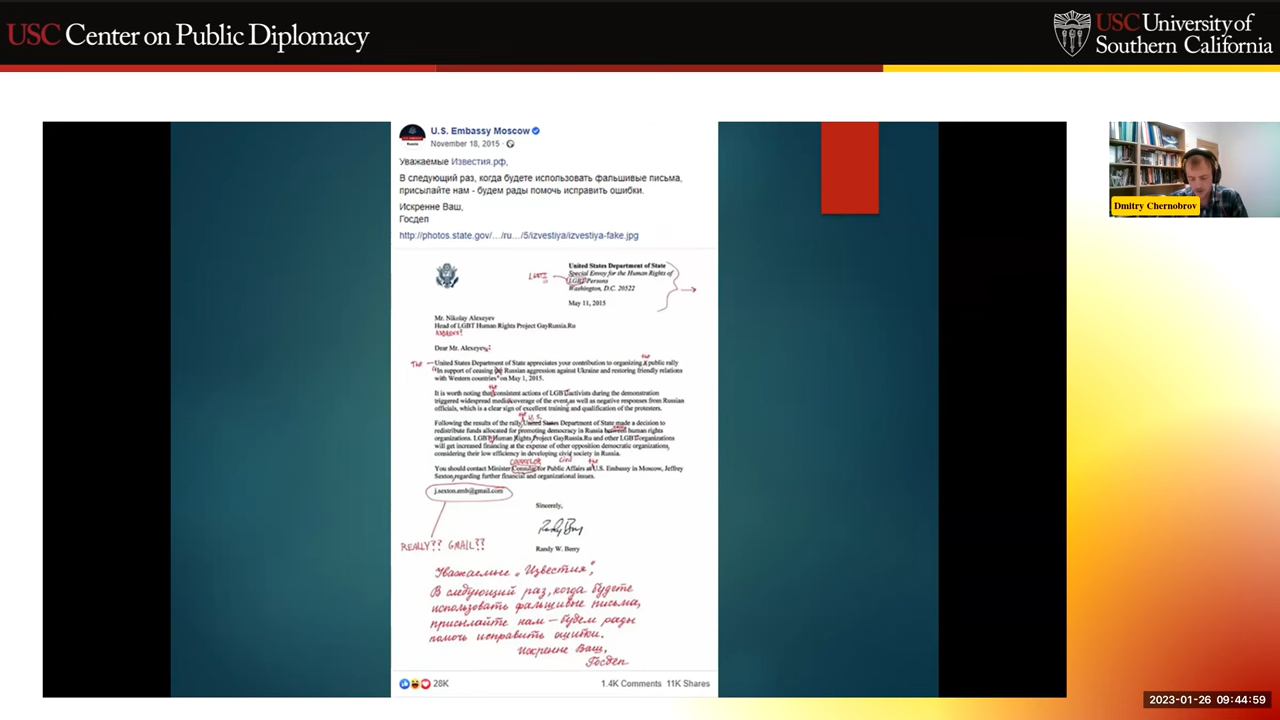 USC Center on Public Diplomacy
USC University of
Southern California
U.S. Embassy Moscow
November 18, 2015 ·
Уважаемые Известия.рф,
В следующий раз, когда будете использовать фальшивые письма,
присылайте нам - будем рады помочь исправить ошибки.
Искренне Ваш,
Госдеп
http://photos.state.gov/…/ru…/5/izvestiya/izvestiya-fake.jpg
United States Department of State
Special Envoy for the Human Rights of
LGBTI
LGBT Persons
Washington, D.C. 20522
May 11, 2015
Mr. Nikolay Alexeyev
Head of LGBT Human Rights Project GayRussia.Ru
ADDRESS?
Dear Mr. Alexeyev:
the
THE
United States Department of State appreciates your contribution to organizing a public rally
"In support of ceasing the Russian aggression against Ukraine and restoring friendly relations
with Western countries" on May 1, 2015.
the
It is worth noting that consistent actions of LGBT activists during the demonstration
triggered widespread media coverage of the event, as well as negative responses from Russian
officials, which is a clear sign of excellent training and qualification of the protesters.
the U.S.
Following the results of the rally, United States Department of State made a decision to
redistribute funds allocated for promoting democracy in Russia human rights
organizations. LGBT Human Rights Project GayRussia.Ru and other LGBT organizations
will get increased financing at the expense of other opposition democratic organizations,
considering their low efficiency in developing civil society in Russia.
COUNSELOR civil the
You should contact Minister Consular for Public Affairs at U.S. Embassy in Moscow, Jeffrey
Sexton, regarding further financial and organizational issues.
j.sexton.emb@gmail.com
Sincerely,
REALLY?? GMAIL??
Randy W. Berry
Уважаемые „Известия",
В следующий раз, когда будете
использовать фальшивые письма,
присылайте нам – будем рады
помочь исправить ошибки.
Искренне Ваш,
Госдеп
28K
1.4K Comments 11K Shares
Dmitry Chernobrov
2023-01-26 09:44:59